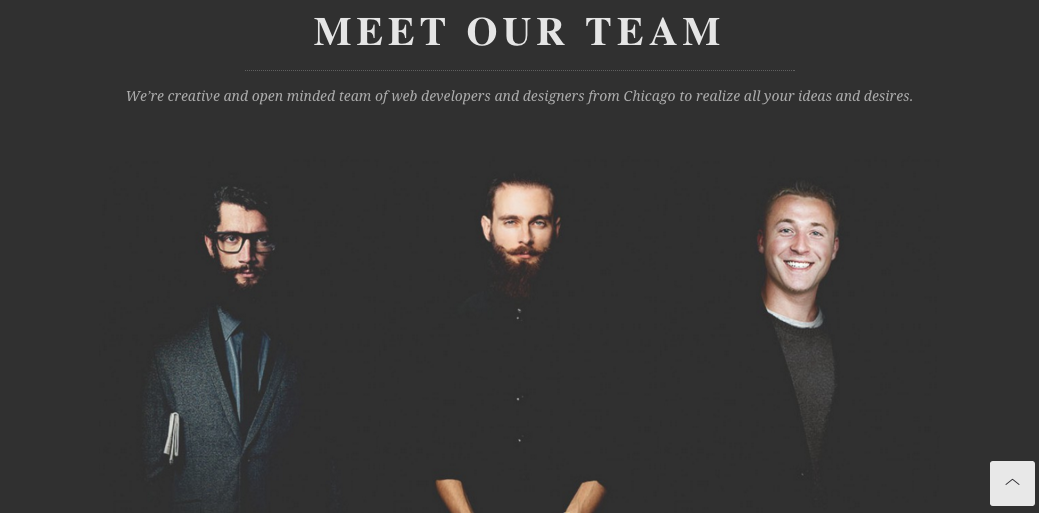 MEET OUR TEAM
We're creative and open minded team of web developers and designers from Chicago to realize all your ideas and desires.